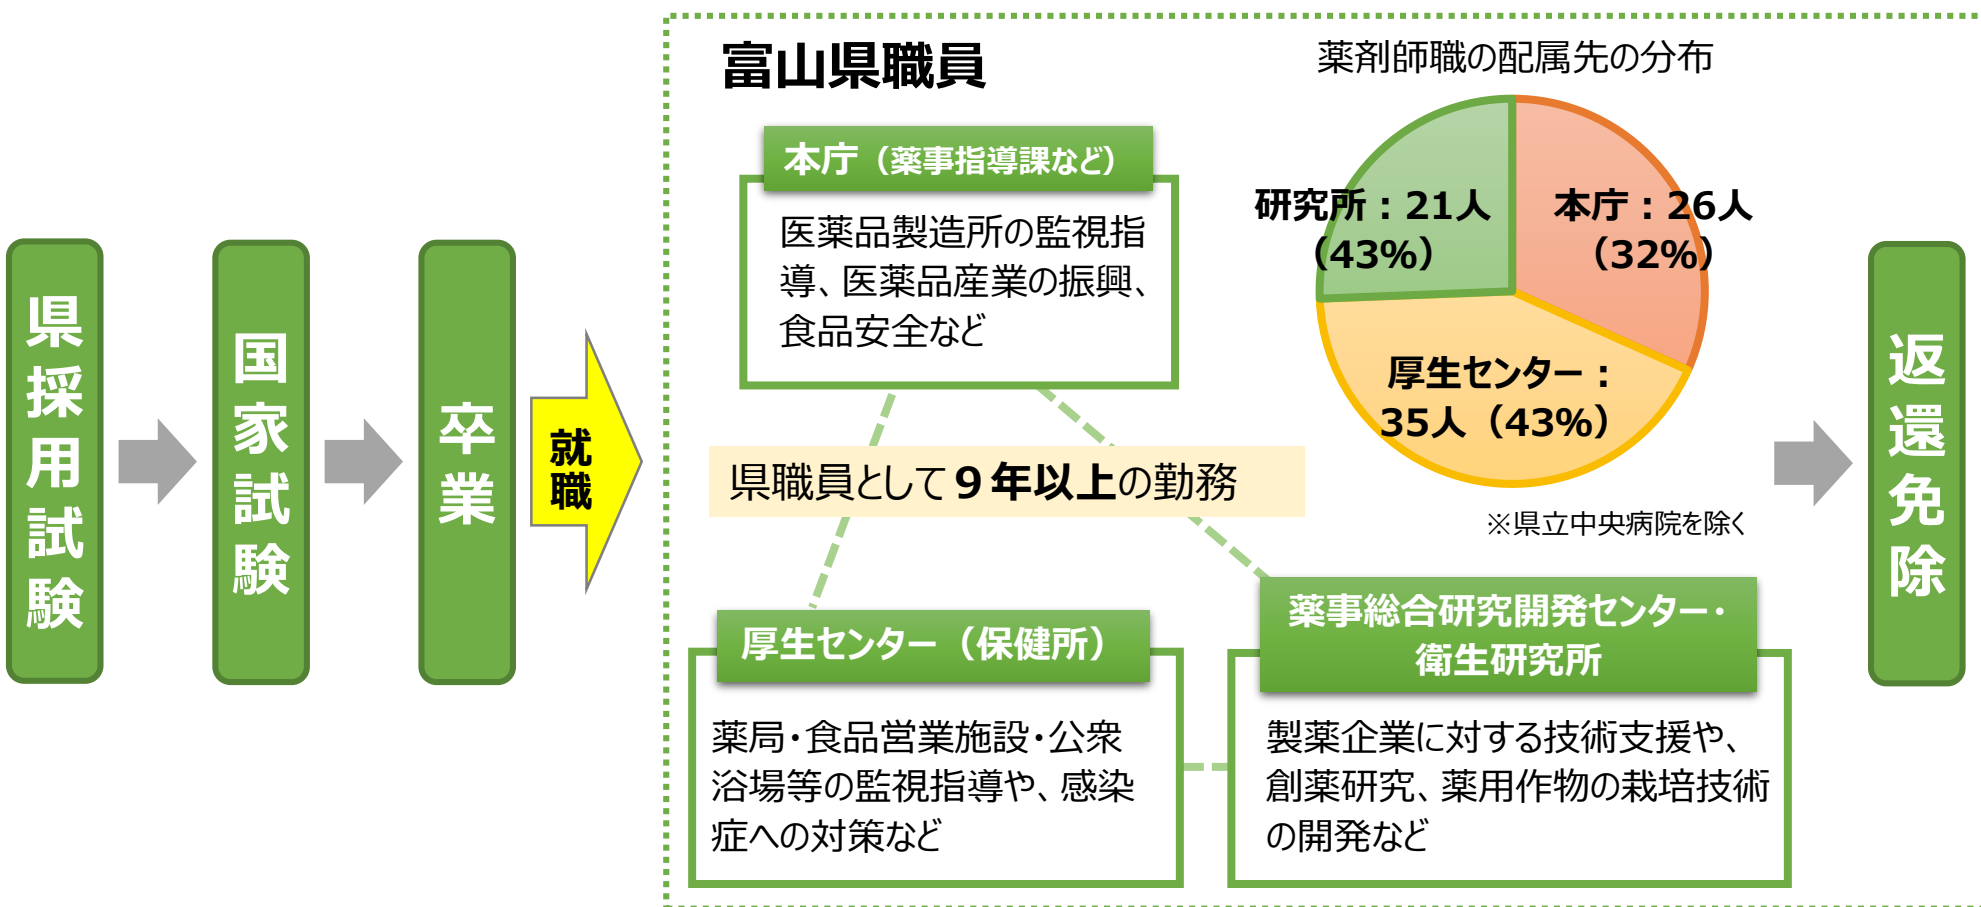 県採用試験
国家試験
卒業
就職
富山県職員
本庁（薬事指導課など）
医薬品製造所の監視指
導、医薬品産業の振興、
食品安全など
県職員として９年以上の勤務
厚生センター（保健所）
薬局・食品営業施設・公衆
浴場等の監視指導や、感染
症への対策など
薬剤師職の配属先の分布
研究所：21人
（43%）
本庁：26人
（32%）
厚生センター：
35人（43%）
※県立中央病院を除く
薬事総合研究開発センター・
衛生研究所
製薬企業に対する技術支援や、
創薬研究、薬用作物の栽培技術
の開発など
返還免除